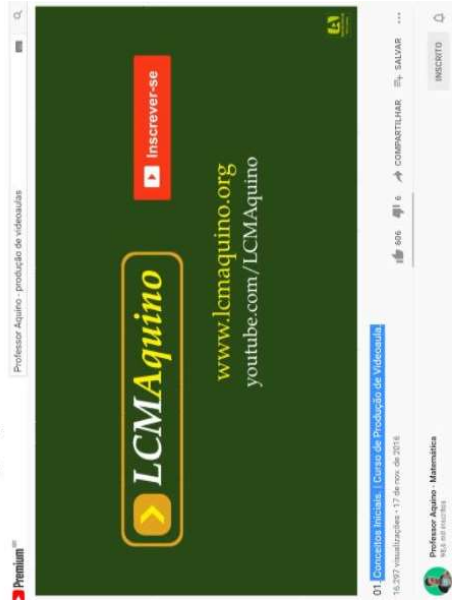 Premium BR
Professor Aquino - produção de videoaulas
LCMAquino
Inscrever-se
www.lcmaquino.org
youtube.com/LCMAquino
01. Conceitos Iniciais. | Curso de Produção de Videoaula.
16.297 visualizações • 17 de nov. de 2016
606
6
COMPARTILHAR
SALVAR
Professor Aquino - Matemática
INSCRITO